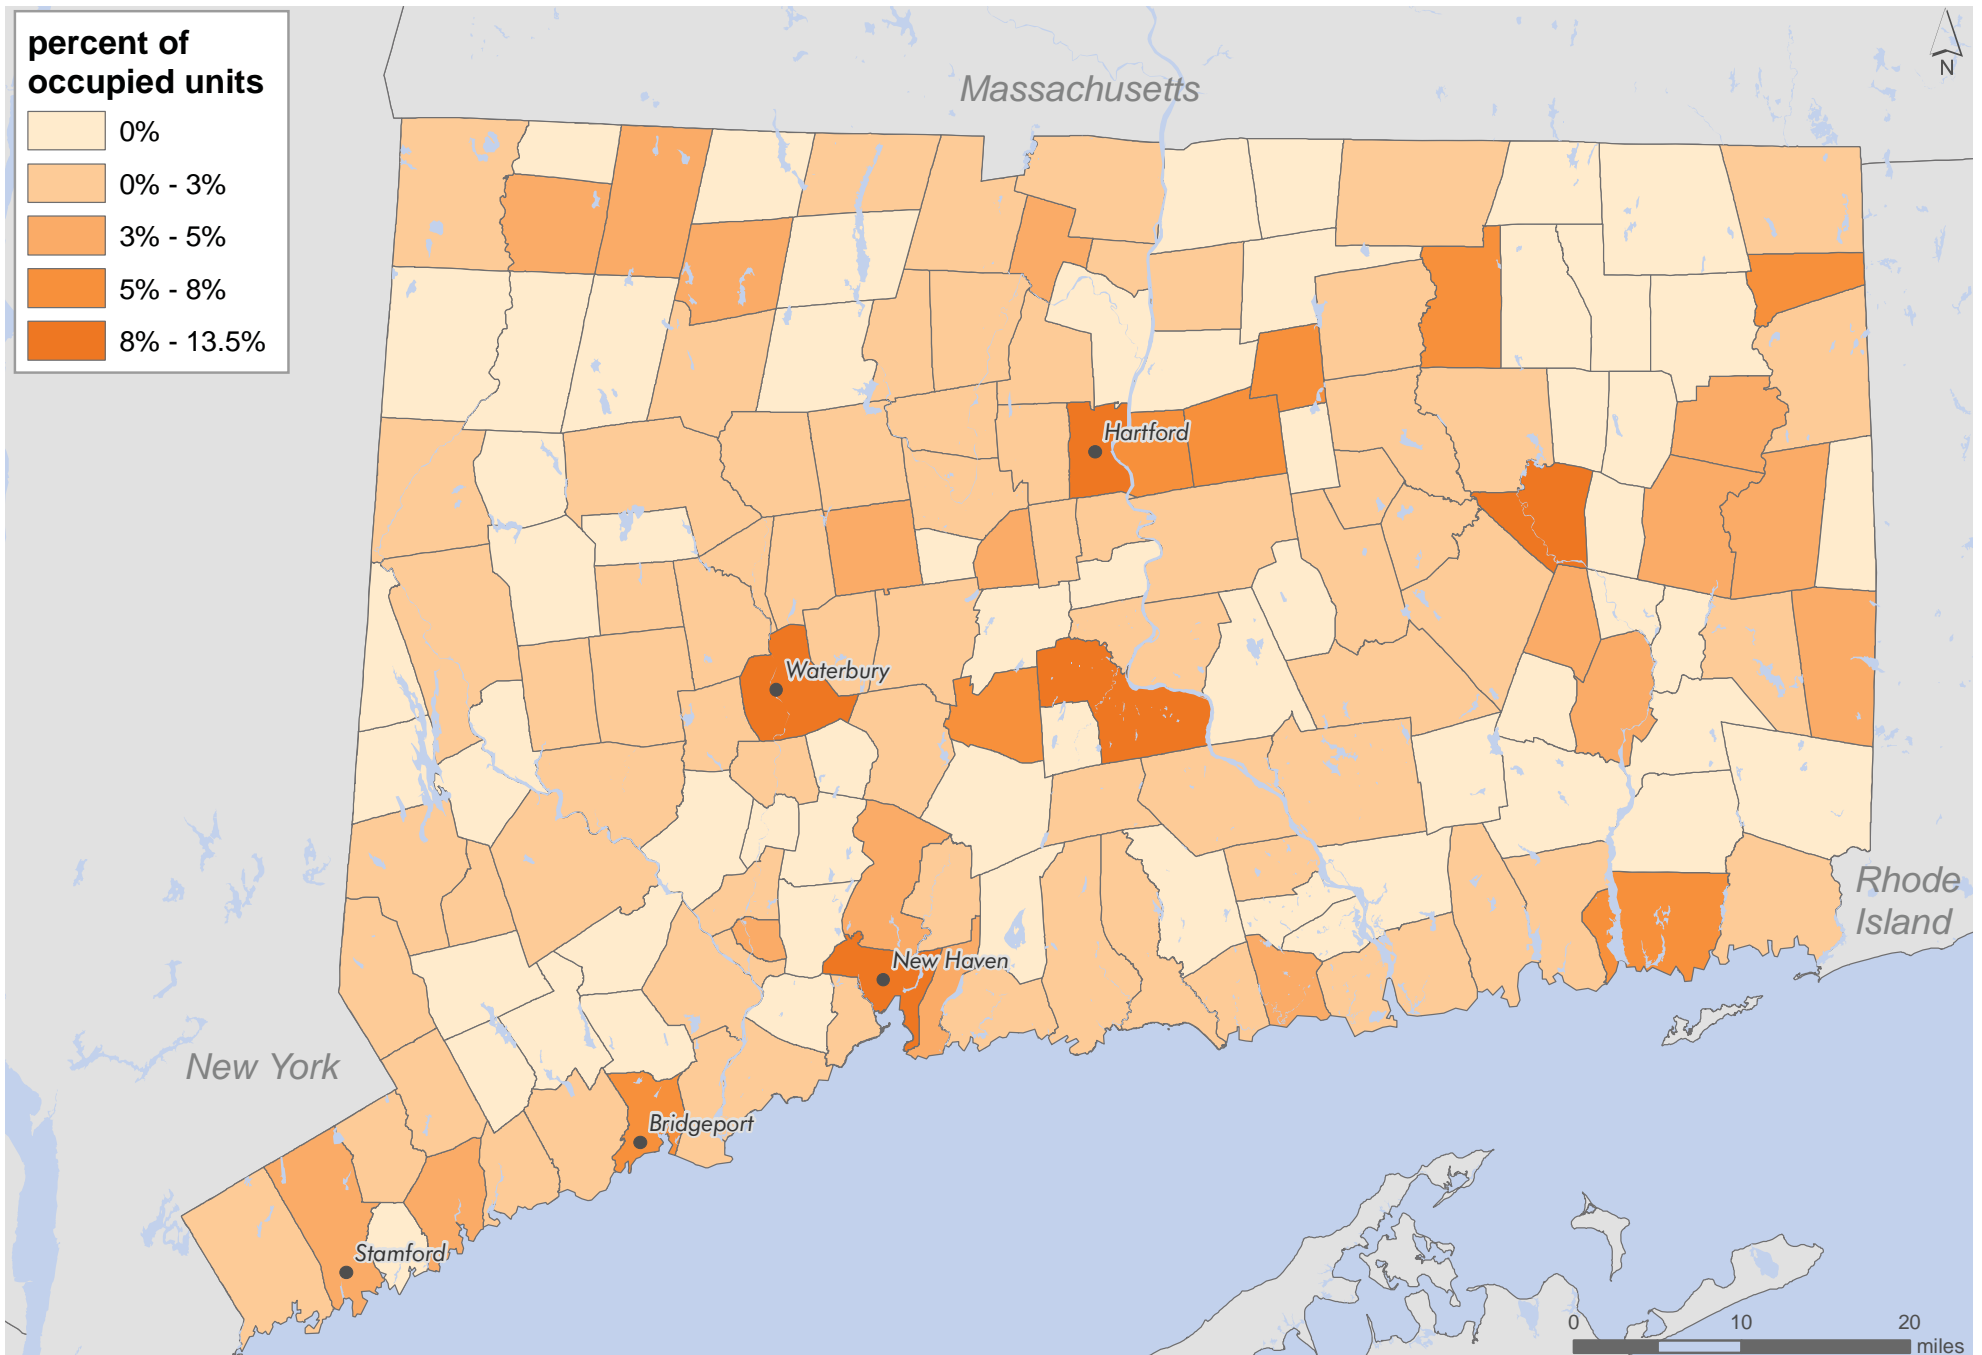 percent of
occupied units
0%
0% - 3%
3% - 5%
5% - 8%
8% - 13.5%
N
Massachusetts
Hartford
Waterbury
New Haven
Rhode
Island
New York
Bridgeport
Stamford
0 10 20
miles